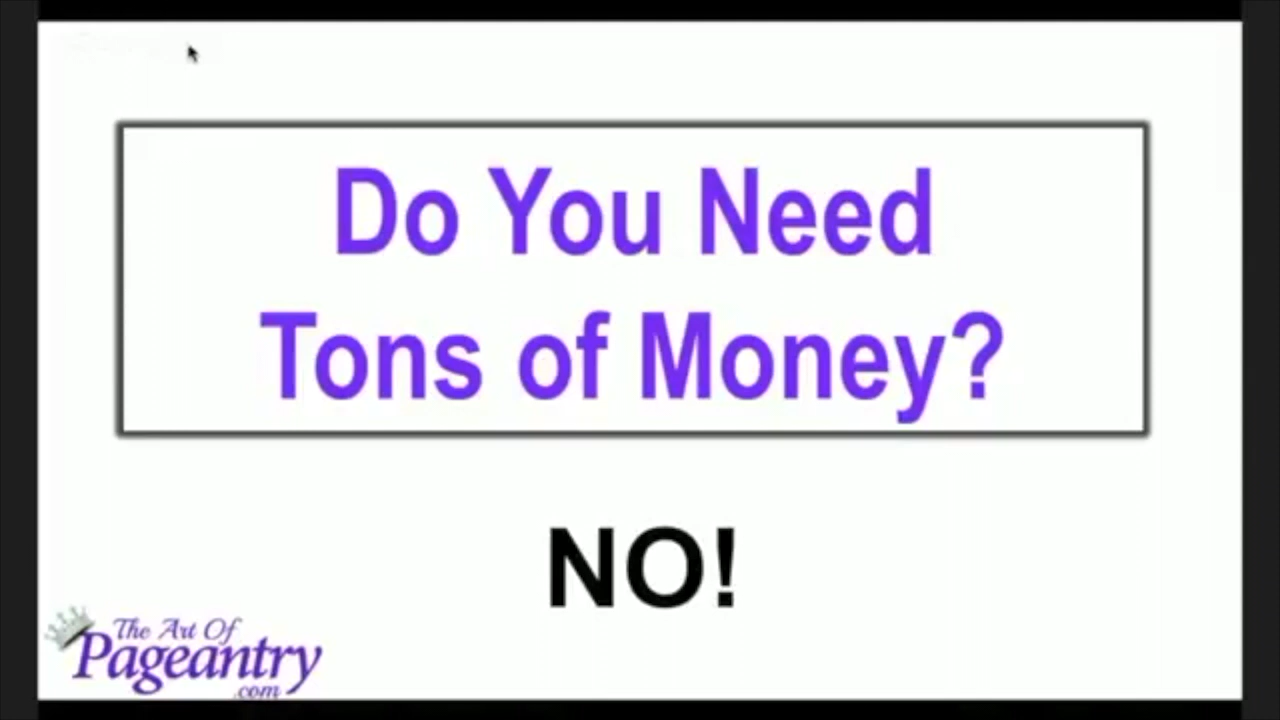 Do You Need
Tons of Money?
NO!
The Art Of
Pageantry
.com